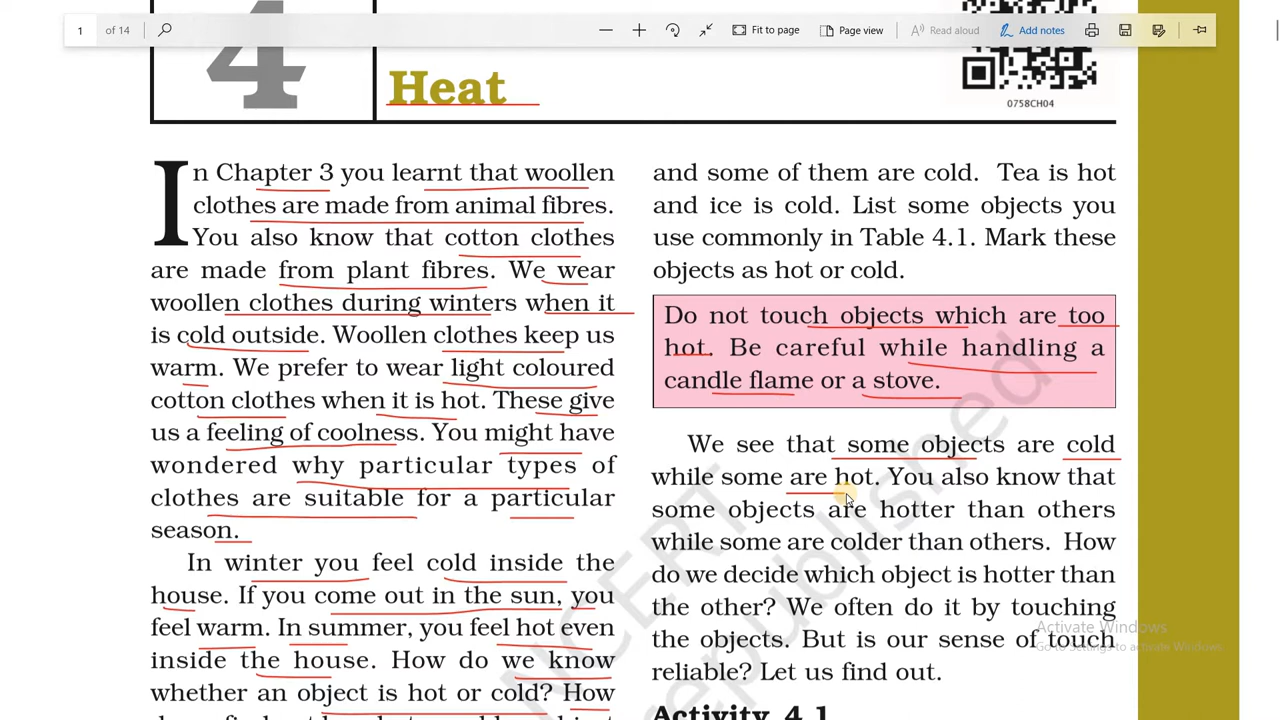 1 of 14
Fit to page
Page view
Read aloud
Add notes
4
Heat
0758CH04
In Chapter 3 you learnt that woollen
clothes are made from animal fibres.
You also know that cotton clothes
are made from plant fibres. We wear
woollen clothes during winters when it
is cold outside. Woollen clothes keep us
warm. We prefer to wear light coloured
cotton clothes when it is hot. These give
us a feeling of coolness. You might have
wondered why particular types of
clothes are suitable for a particular
season.
In winter you feel cold inside the
house. If you come out in the sun, you
feel warm. In summer, you feel hot even
inside the house. How do we know
whether an object is hot or cold? How
and some of them are cold. Tea is hot
and ice is cold. List some objects you
use commonly in Table 4.1. Mark these
objects as hot or cold.
Do not touch objects which are too
hot. Be careful while handling a
candle flame or a stove.
We see that some objects are cold
while some are hot. You also know that
some objects are hotter than others
while some are colder than others. How
do we decide which object is hotter than
the other? We often do it by touching
the objects. But is our sense of touch
reliable? Let us find out.
Activity 4.1
NCERT
republished
Activate Windows
Go to Settings to activate Windows.